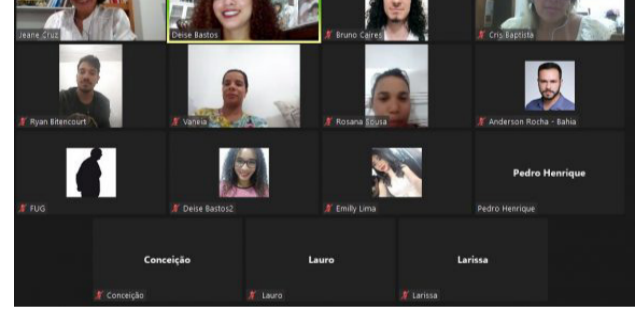 Jeane Cruz
Deise Bastos
Bruno Caires
Cris Baptista
Ryan Bitencourt
Vaneia
Rosana Sousa
Anderson Rocha - Bahia
FUG
Deise Bastos2
Emilly Lima
Pedro Henrique
Pedro Henrique
Conceição
Lauro
Larissa
Conceição
Lauro
Larissa